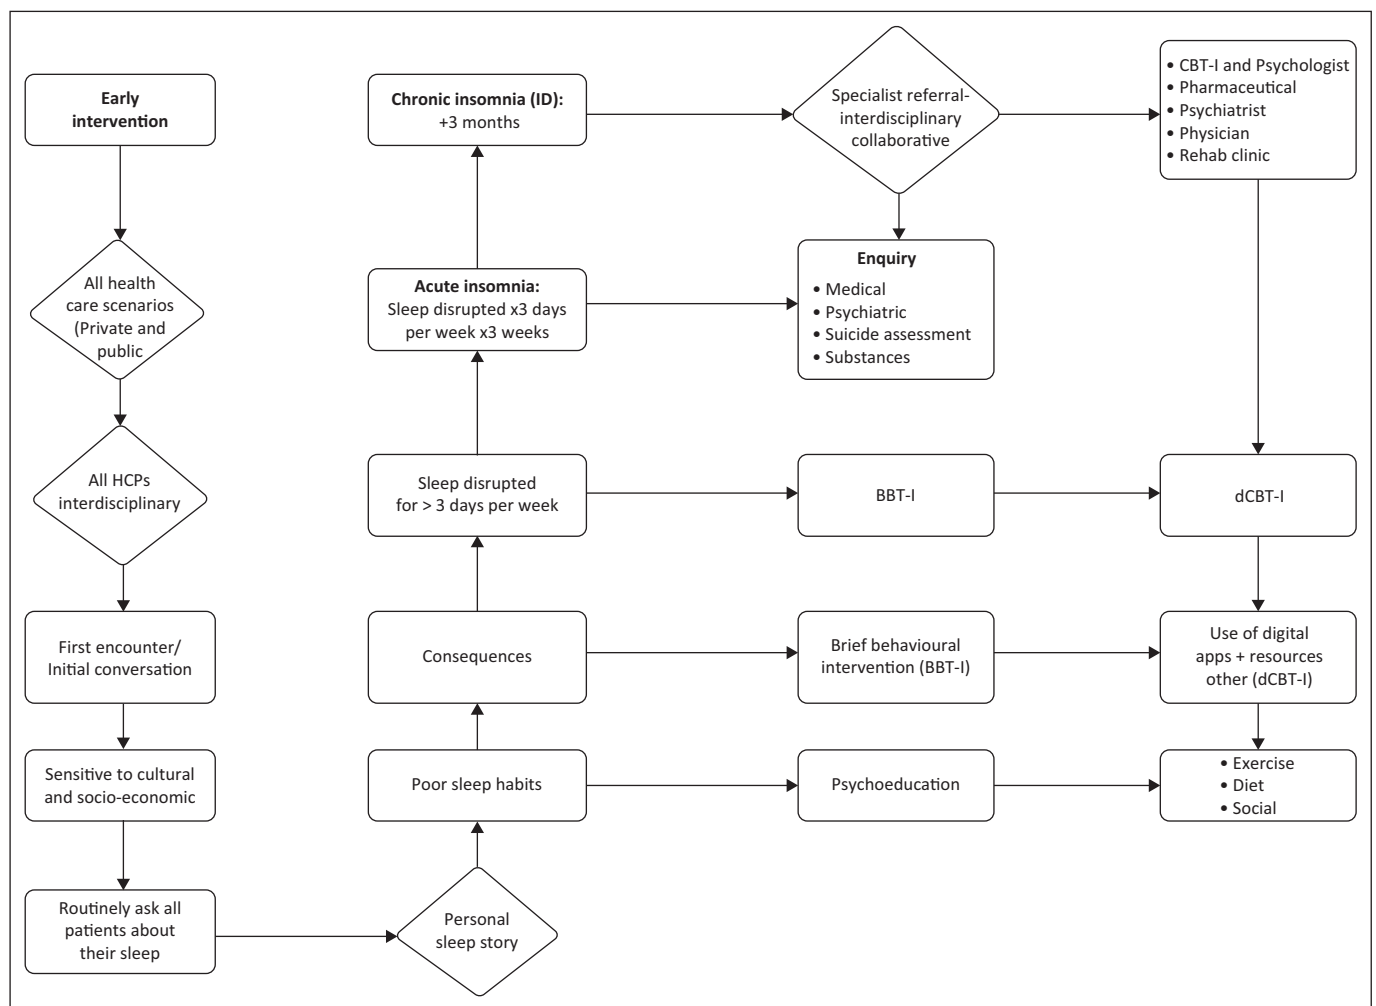 Early
intervention
All health
care scenarios
(Private and
public
All HCPs
interdisciplinary
First encounter/
Initial conversation
Sensitive to cultural
and socio-economic
Routinely ask all
patients about
their sleep
Personal
sleep story
Poor sleep habits
Psychoeducation
• Exercise
• Diet
• Social
Consequences
Brief behavioural
intervention (BBT-I)
Use of digital
apps + resources
other (dCBT-I)
Sleep disrupted
for > 3 days per week
BBT-I
dCBT-I
Acute insomnia:
Sleep disrupted x3 days
per week x3 weeks
Enquiry
• Medical
• Psychiatric
• Suicide assessment
• Substances
Chronic insomnia (ID):
+3 months
Specialist referral-
interdisciplinary
collaborative
• CBT-I and Psychologist
• Pharmaceutical
• Psychiatrist
• Physician
• Rehab clinic